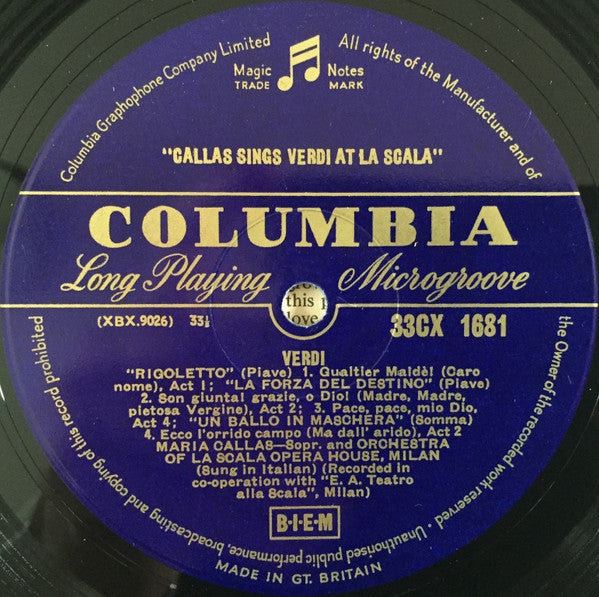 Columbia Graphophone Company Limited
All rights of the Manufacturer and of
the Owner of the recorded work reserved · Unauthorised public performance, broadcasting and copying of this record prohibited
Magic Notes
TRADE MARK
"CALLAS SINGS VERDI AT LA SCALA"
COLUMBIA
Long Playing Microgroove
this
love
(XBX.9026) 33⅓
33CX 1681
VERDI
"RIGOLETTO" (Piave) 1. Gualtier Maldè! (Caro
nome), Act 1; "LA FORZA DEL DESTINO" (Piave)
2. Son giunta! grazie, o Dio! (Madre, Madre,
pietosa Vergine), Act 2; 3. Pace, pace, mio Dio,
Act 4; "UN BALLO IN MASCHERA" (Somma)
4. Ecco l'orrido campo (Ma dall' arido), Act 2
MARIA CALLAS—Sopr. and ORCHESTRA
OF LA SCALA OPERA HOUSE, MILAN
(Sung in Italian) (Recorded in
co-operation with "E. A. Teatro
alla Scala", Milan)
B·I·E·M
MADE IN GT. BRITAIN